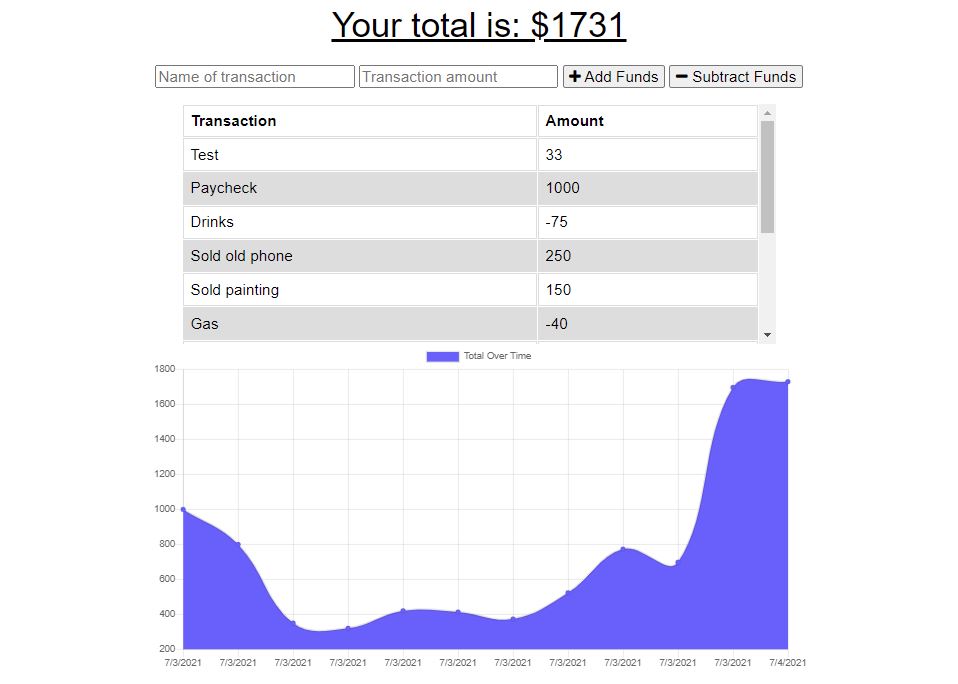 Your total is: $1731
Name of transaction Transaction amount Add Funds Subtract Funds
Transaction Amount
Test 33
Paycheck 1000
Drinks -75
Sold old phone 250
Sold painting 150
Gas -40
Total Over Time
1800
1600
1400
1200
1000
800
600
400
200
7/3/2021 7/3/2021 7/3/2021 7/3/2021 7/3/2021 7/3/2021 7/3/2021 7/3/2021 7/3/2021 7/3/2021 7/3/2021 7/4/2021